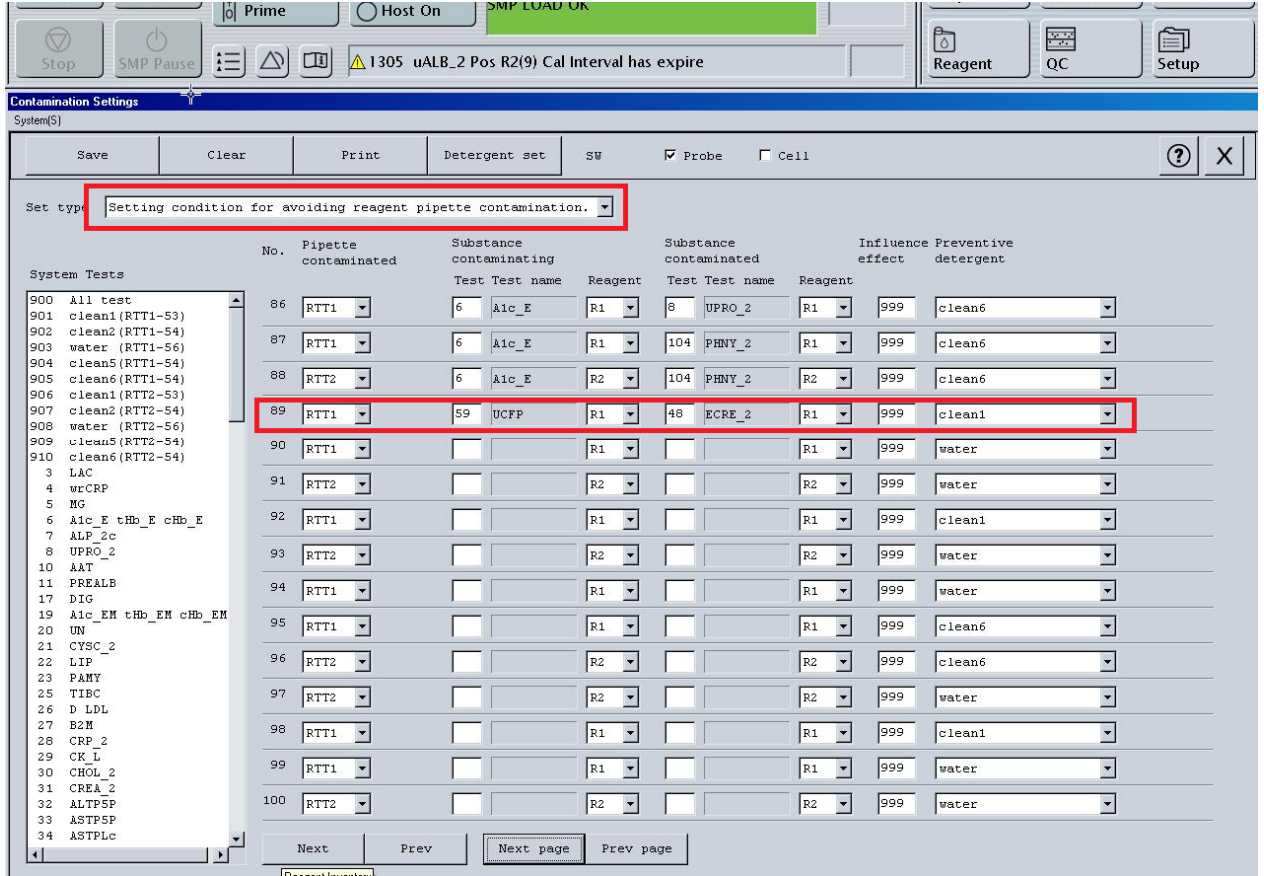 Prime
Host On
SMP LOAD OK
Stop
SMP Pause
1305 uALB_2 Pos R2(9) Cal Interval has expire
Reagent
QC
Setup
Contamination Settings
System(S)
Save Clear Print Detergent set SW Probe Cell
Set type Setting condition for avoiding reagent pipette contamination.
No. Pipette contaminated Substance contaminating Substance contaminated Influence effect Preventive detergent
Test Test name Reagent Test Test name Reagent
System Tests
900 All test
901 clean1(RTT1-53)
902 clean2(RTT1-54)
903 water (RTT1-56)
904 clean5(RTT1-54)
905 clean6(RTT1-54)
906 clean1(RTT2-53)
907 clean2(RTT2-54)
908 water (RTT2-56)
909 clean5(RTT2-54)
910 clean6(RTT2-54)
3 LAC
4 wrCRP
5 MG
6 A1c_E tHb_E cHb_E
7 ALP_2c
8 UPRO_2
10 AAT
11 PREALB
17 DIG
19 A1c_EM tHb_EM cHb_EM
20 UN
21 CYSC_2
22 LIP
23 PAMY
25 TIBC
26 D LDL
27 B2M
28 CRP_2
29 CK_L
30 CHOL_2
31 CREA_2
32 ALTP5P
33 ASTP5P
34 ASTPLc
86 RTT1 6 A1c_E R1 8 UPRO_2 R1 999 clean6
87 RTT1 6 A1c_E R1 104 PHNY_2 R1 999 clean6
88 RTT2 6 A1c_E R2 104 PHNY_2 R2 999 clean6
89 RTT1 59 UCFP R1 48 ECRE_2 R1 999 clean1
90 RTT1 R1 R1 999 water
91 RTT2 R2 R2 999 water
92 RTT1 R1 R1 999 clean1
93 RTT2 R2 R2 999 water
94 RTT1 R1 R1 999 water
95 RTT1 R1 R1 999 clean6
96 RTT2 R2 R2 999 clean6
97 RTT2 R2 R2 999 water
98 RTT1 R1 R1 999 clean1
99 RTT1 R1 R1 999 water
100 RTT2 R2 R2 999 water
Next Prev Next page Prev page
Reagent Inventory